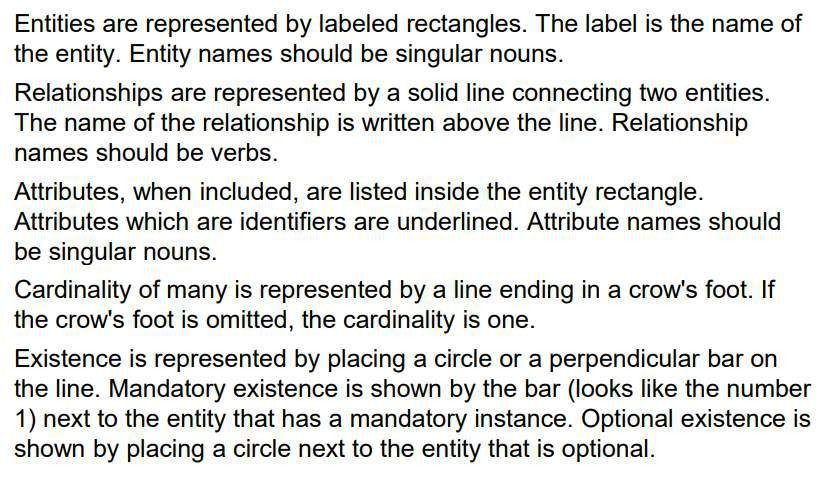 Entities are represented by labeled rectangles. The label is the name of
the entity. Entity names should be singular nouns.
Relationships are represented by a solid line connecting two entities.
The name of the relationship is written above the line. Relationship
names should be verbs.
Attributes, when included, are listed inside the entity rectangle.
Attributes which are identifiers are underlined. Attribute names should
be singular nouns.
Cardinality of many is represented by a line ending in a crow's foot. If
the crow's foot is omitted, the cardinality is one.
Existence is represented by placing a circle or a perpendicular bar on
the line. Mandatory existence is shown by the bar (looks like the number
1) next to the entity that has a mandatory instance. Optional existence is
shown by placing a circle next to the entity that is optional.